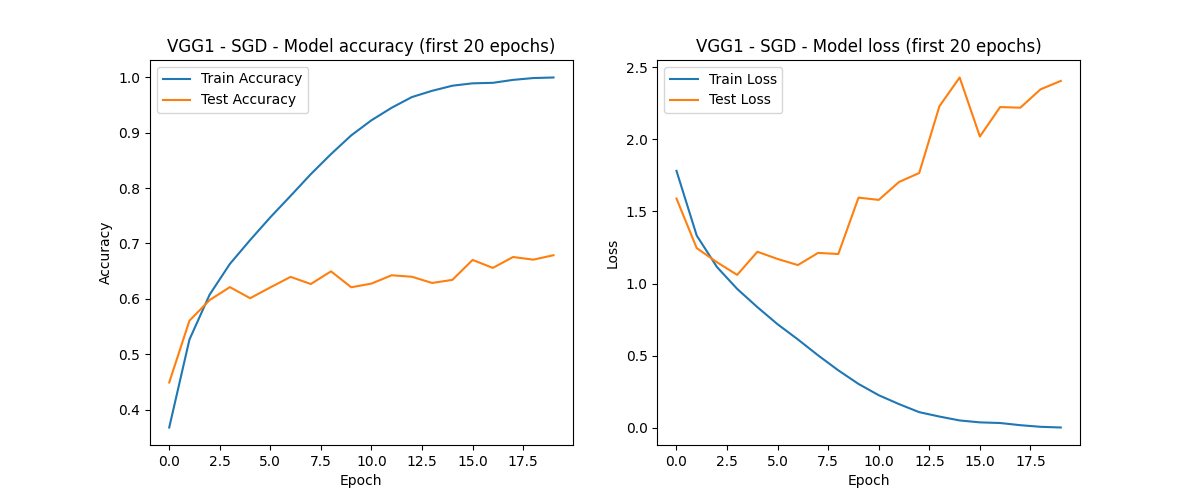 VGG1 - SGD - Model accuracy (first 20 epochs)
Train Accuracy
Test Accuracy
Accuracy
1.0
0.9
0.8
0.7
0.6
0.5
0.4
0.0 2.5 5.0 7.5 10.0 12.5 15.0 17.5
Epoch
VGG1 - SGD - Model loss (first 20 epochs)
Train Loss
Test Loss
Loss
2.5
2.0
1.5
1.0
0.5
0.0
0.0 2.5 5.0 7.5 10.0 12.5 15.0 17.5
Epoch